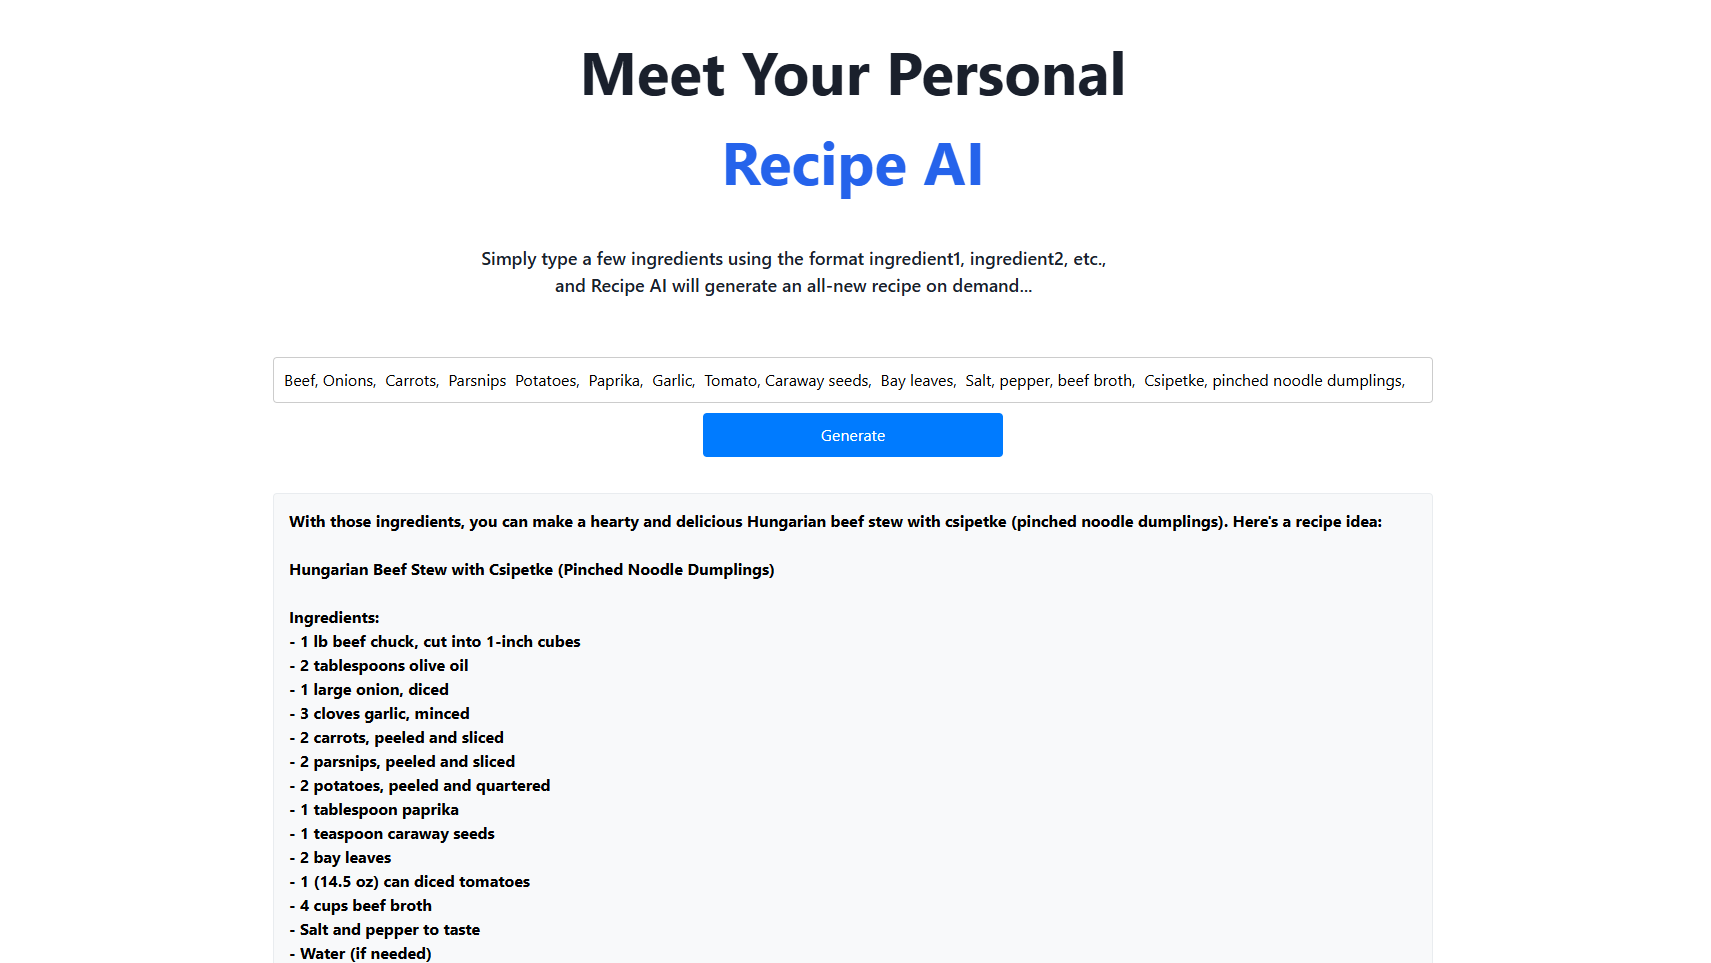 Meet Your Personal
Recipe AI
Simply type a few ingredients using the format ingredient1, ingredient2, etc.,
and Recipe AI will generate an all-new recipe on demand...
Beef, Onions,  Carrots,  Parsnips  Potatoes,  Paprika,  Garlic,  Tomato, Caraway seeds,  Bay leaves,  Salt, pepper, beef broth,  Csipetke, pinched noodle dumplings,
Generate
With those ingredients, you can make a hearty and delicious Hungarian beef stew with csipetke (pinched noodle dumplings). Here's a recipe idea:
Hungarian Beef Stew with Csipetke (Pinched Noodle Dumplings)
Ingredients:
- 1 lb beef chuck, cut into 1-inch cubes
- 2 tablespoons olive oil
- 1 large onion, diced
- 3 cloves garlic, minced
- 2 carrots, peeled and sliced
- 2 parsnips, peeled and sliced
- 2 potatoes, peeled and quartered
- 1 tablespoon paprika
- 1 teaspoon caraway seeds
- 2 bay leaves
- 1 (14.5 oz) can diced tomatoes
- 4 cups beef broth
- Salt and pepper to taste
- Water (if needed)